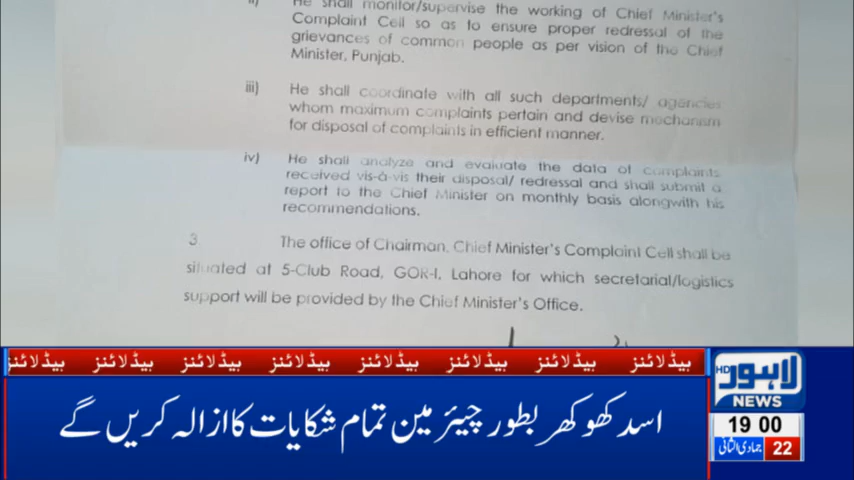 ii) He shall monitor/supervise the working of Chief Minister's
Complaint Cell so as to ensure proper redressal of the
grievances of common people as per vision of the Chief
Minister, Punjab.
iii) He shall coordinate with all such departments/ agencies
whom maximum complaints pertain and devise mechanism
for disposal of complaints in efficient manner.
iv) He shall analyze and evaluate the data of complaints
received vis-à-vis their disposal/ redressal and shall submit a
report to the Chief Minister on monthly basis alongwith his
recommendations.
3. The office of Chairman, Chief Minister's Complaint Cell shall be
situated at 5-Club Road, GOR-I, Lahore for which secretarial/logistics
support will be provided by the Chief Minister's Office.
ہیڈلائنز ہیڈلائنز ہیڈلائنز ہیڈلائنز ہیڈلائنز ہیڈلائنز ہیڈلائنز ہیڈلائنز
اسد کھوکھر بطور چیئرمین تمام شکایات کا ازالہ کریں گے
لاہور HD
NEWS
19 00
22 جمادی الثانی